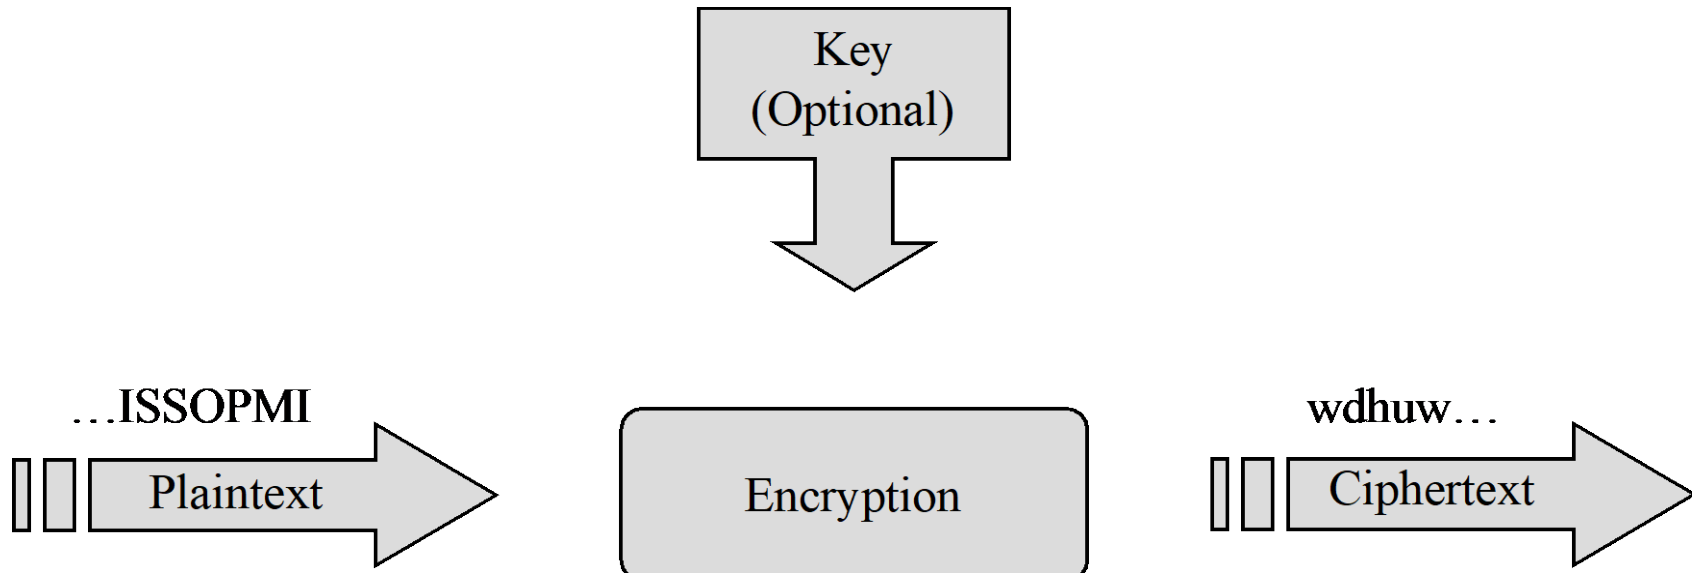 Key
(Optional)
…ISSOPMI
wdhuw…
Plaintext
Encryption
Ciphertext